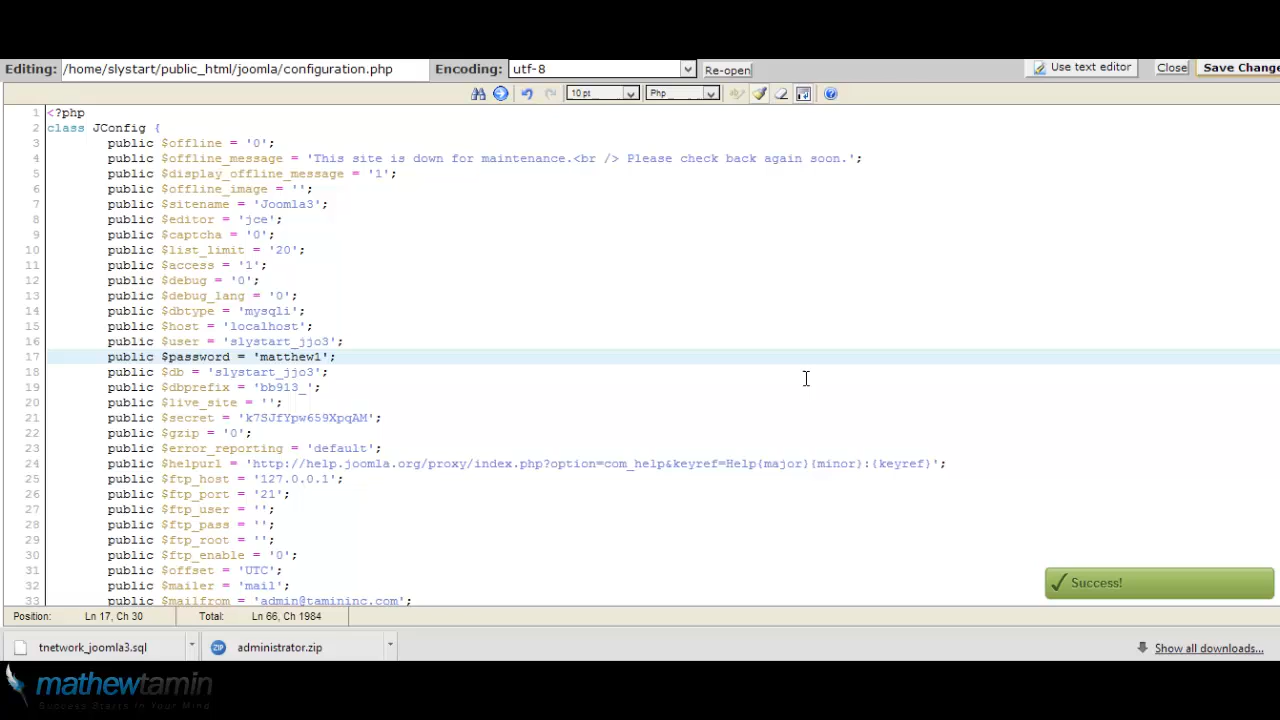 Editing: /home/slystart/public_html/joomla/configuration.php Encoding: utf-8 Re-open Use text editor Close Save Change
10 pt Php
1 <?php
2 class JConfig {
3 public $offline = '0';
4 public $offline_message = 'This site is down for maintenance.<br /> Please check back again soon.';
5 public $display_offline_message = '1';
6 public $offline_image = '';
7 public $sitename = 'Joomla3';
8 public $editor = 'jce';
9 public $captcha = '0';
10 public $list_limit = '20';
11 public $access = '1';
12 public $debug = '0';
13 public $debug_lang = '0';
14 public $dbtype = 'mysqli';
15 public $host = 'localhost';
16 public $user = 'slystart_jjo3';
17 public $password = 'matthew1';
18 public $db = 'slystart_jjo3';
19 public $dbprefix = 'bb913_';
20 public $live_site = '';
21 public $secret = 'k7SJfYpw659XpqAM';
22 public $gzip = '0';
23 public $error_reporting = 'default';
24 public $helpurl = 'http://help.joomla.org/proxy/index.php?option=com_help&keyref=Help{major}{minor}:{keyref}';
25 public $ftp_host = '127.0.0.1';
26 public $ftp_port = '21';
27 public $ftp_user = '';
28 public $ftp_pass = '';
29 public $ftp_root = '';
30 public $ftp_enable = '0';
31 public $offset = 'UTC';
32 public $mailer = 'mail';
33 public $mailfrom = 'admin@tamininc.com';
Success!
Position: Ln 17, Ch 30 Total: Ln 66, Ch 1984
tnetwork_joomla3.sql administrator.zip Show all downloads...
mathewtamin
Success Starts In Your Mind